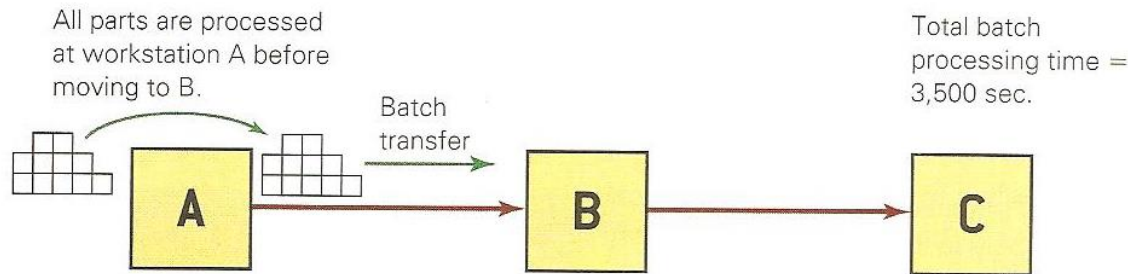 All parts are processed
at workstation A before
moving to B.
Total batch
processing time =
3,500 sec.
Batch
transfer
A
B
C